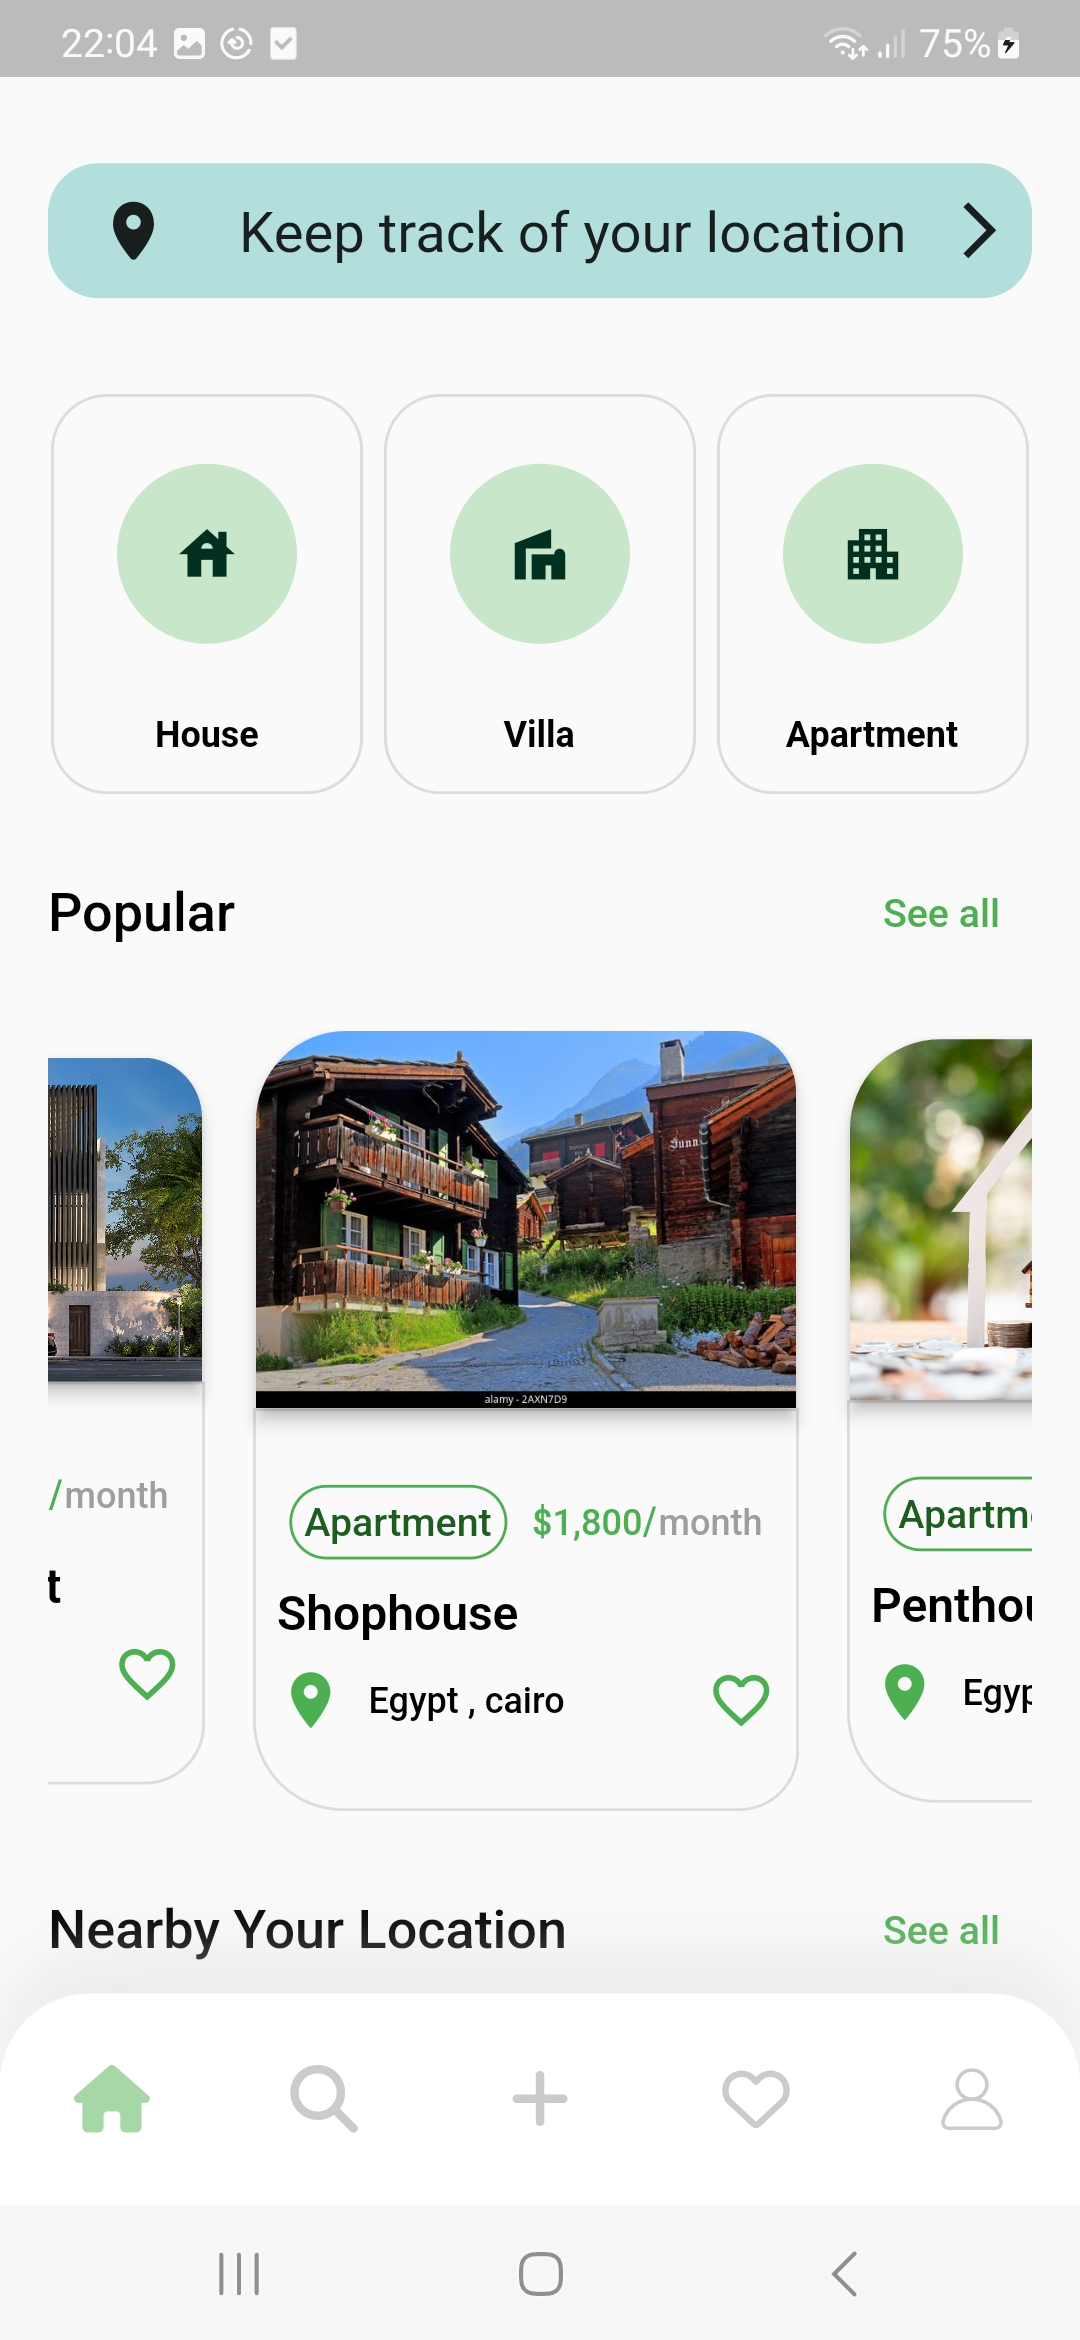 22:04
75%
Keep track of your location
House
Villa
Apartment
Popular
See all
Sunn
alamy - 2AXN7D9
/month
t
Apartment
$1,800/month
Shophouse
Egypt , cairo
Apartm
Penthou
Egyp
Nearby Your Location
See all